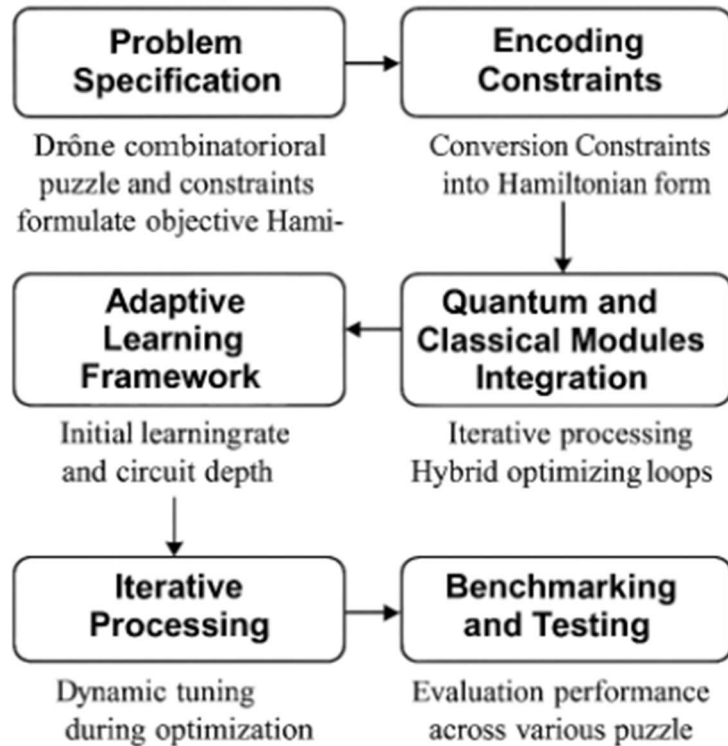 Problem
Specification
Drône combinatorioral
puzzle and constraints
formulate objective Hami-
Encoding
Constraints
Conversion Constraints
into Hamiltonian form
Quantum and
Classical Modules
Integration
Iterative processing
Hybrid optimizing loops
Adaptive
Learning
Framework
Initial learningrate
and circuit depth
Iterative
Processing
Dynamic tuning
during optimization
Benchmarking
and Testing
Evaluation performance
across various puzzle